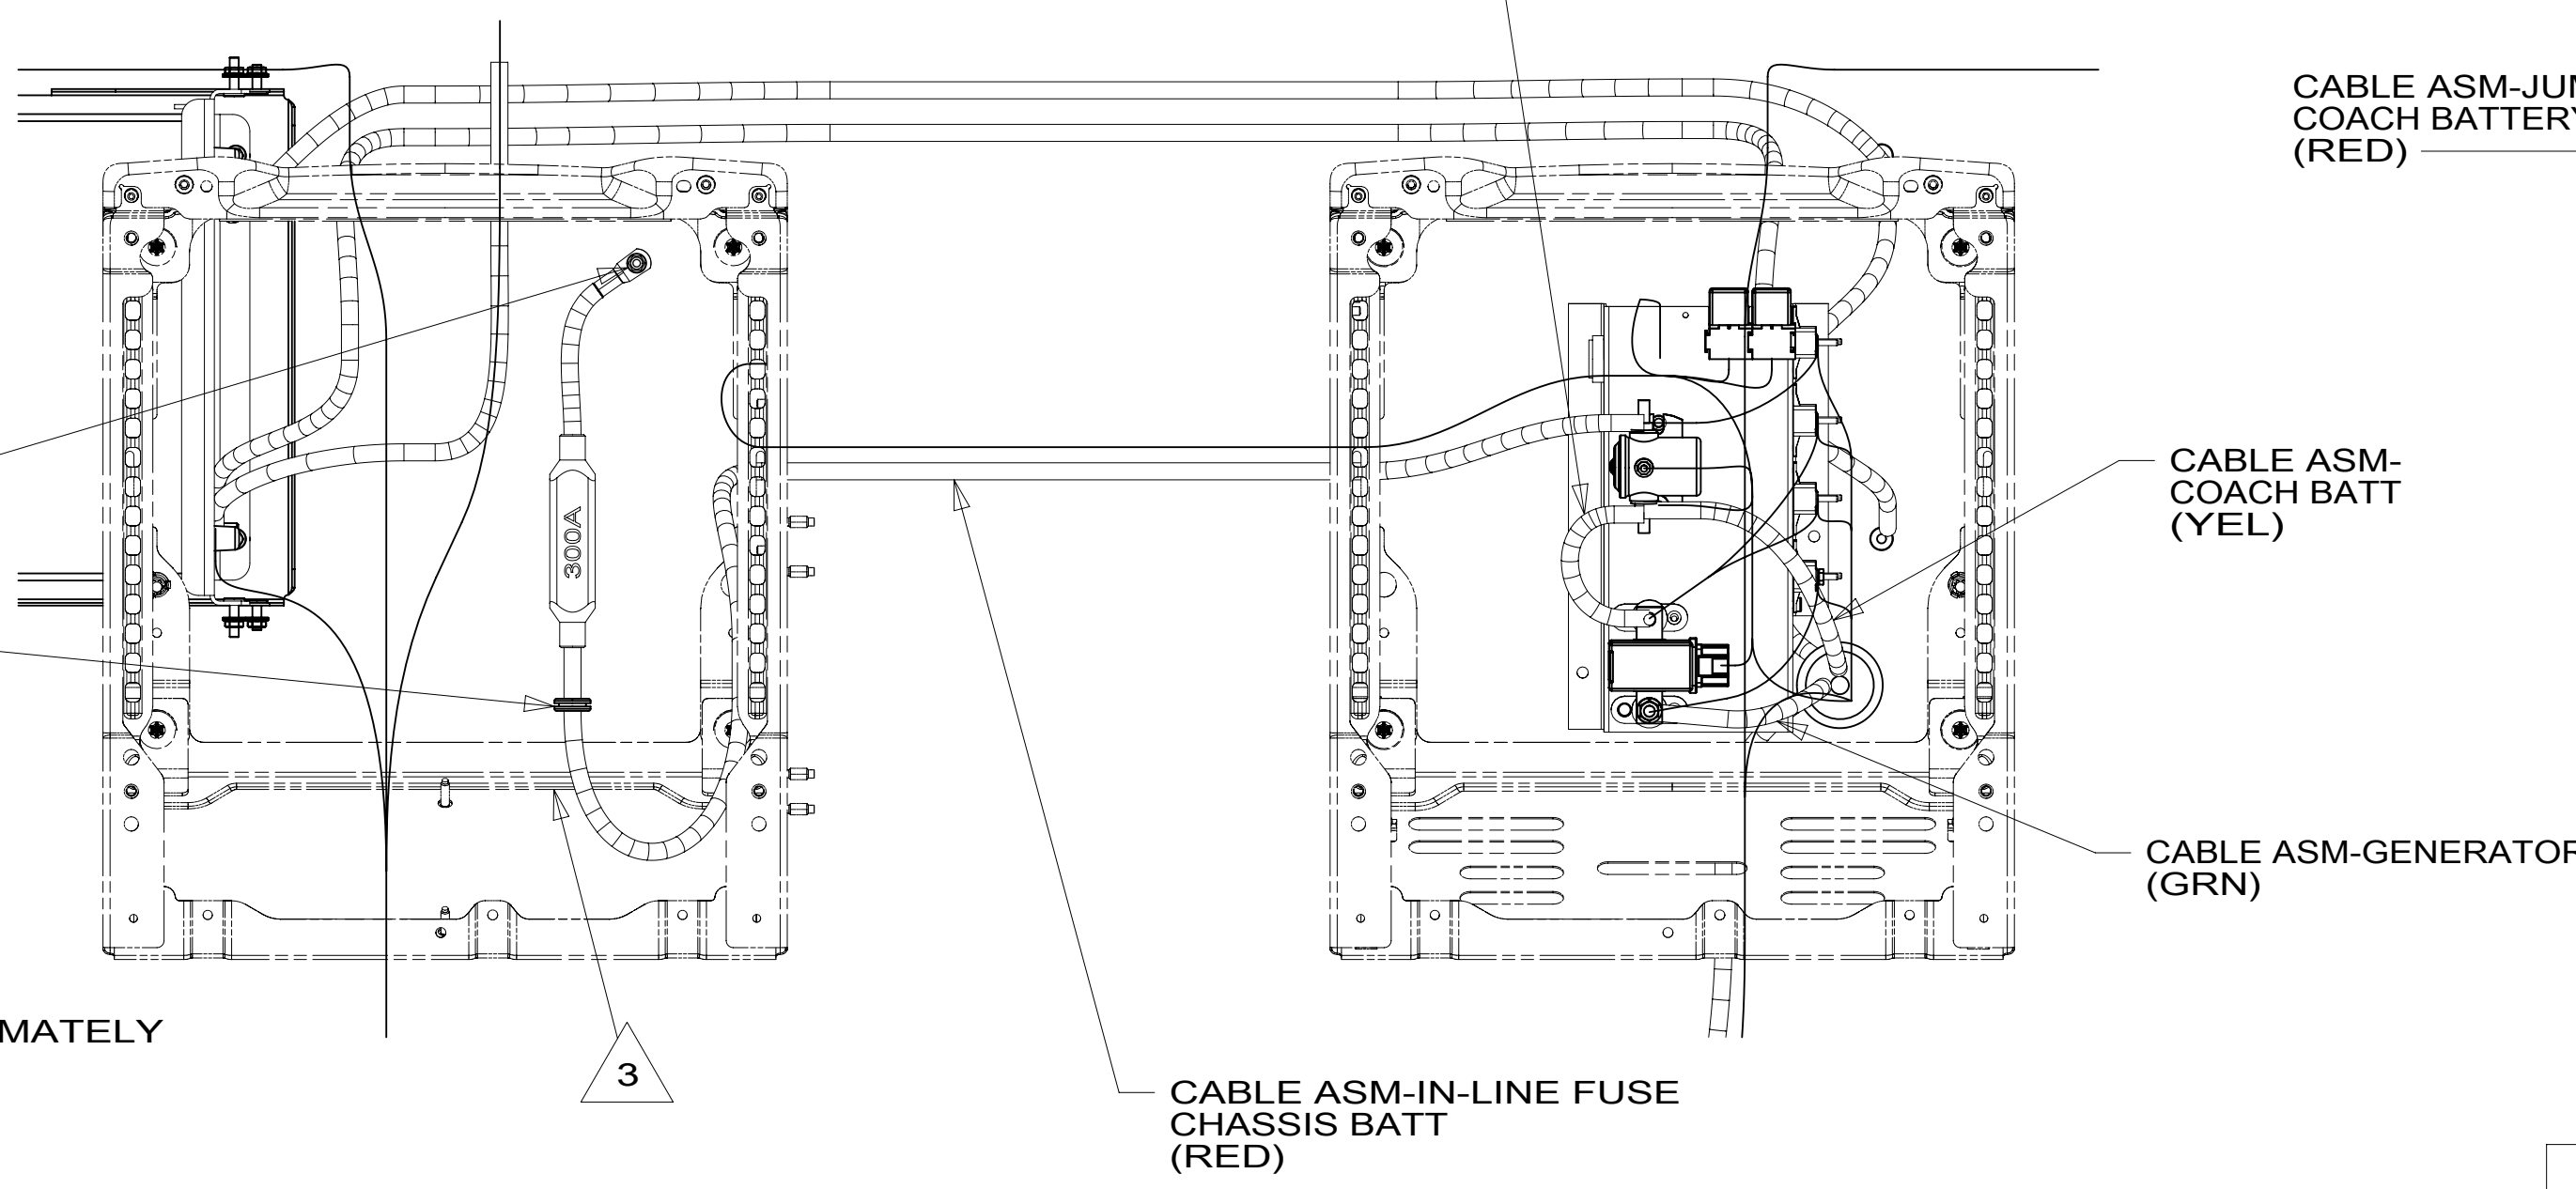 CABLE ASM-JUM
COACH BATTERY
(RED)
300A
CABLE ASM-
COACH BATT
(YEL)
CABLE ASM-GENERATOR
(GRN)
MATELY
3
CABLE ASM-IN-LINE FUSE
CHASSIS BATT
(RED)